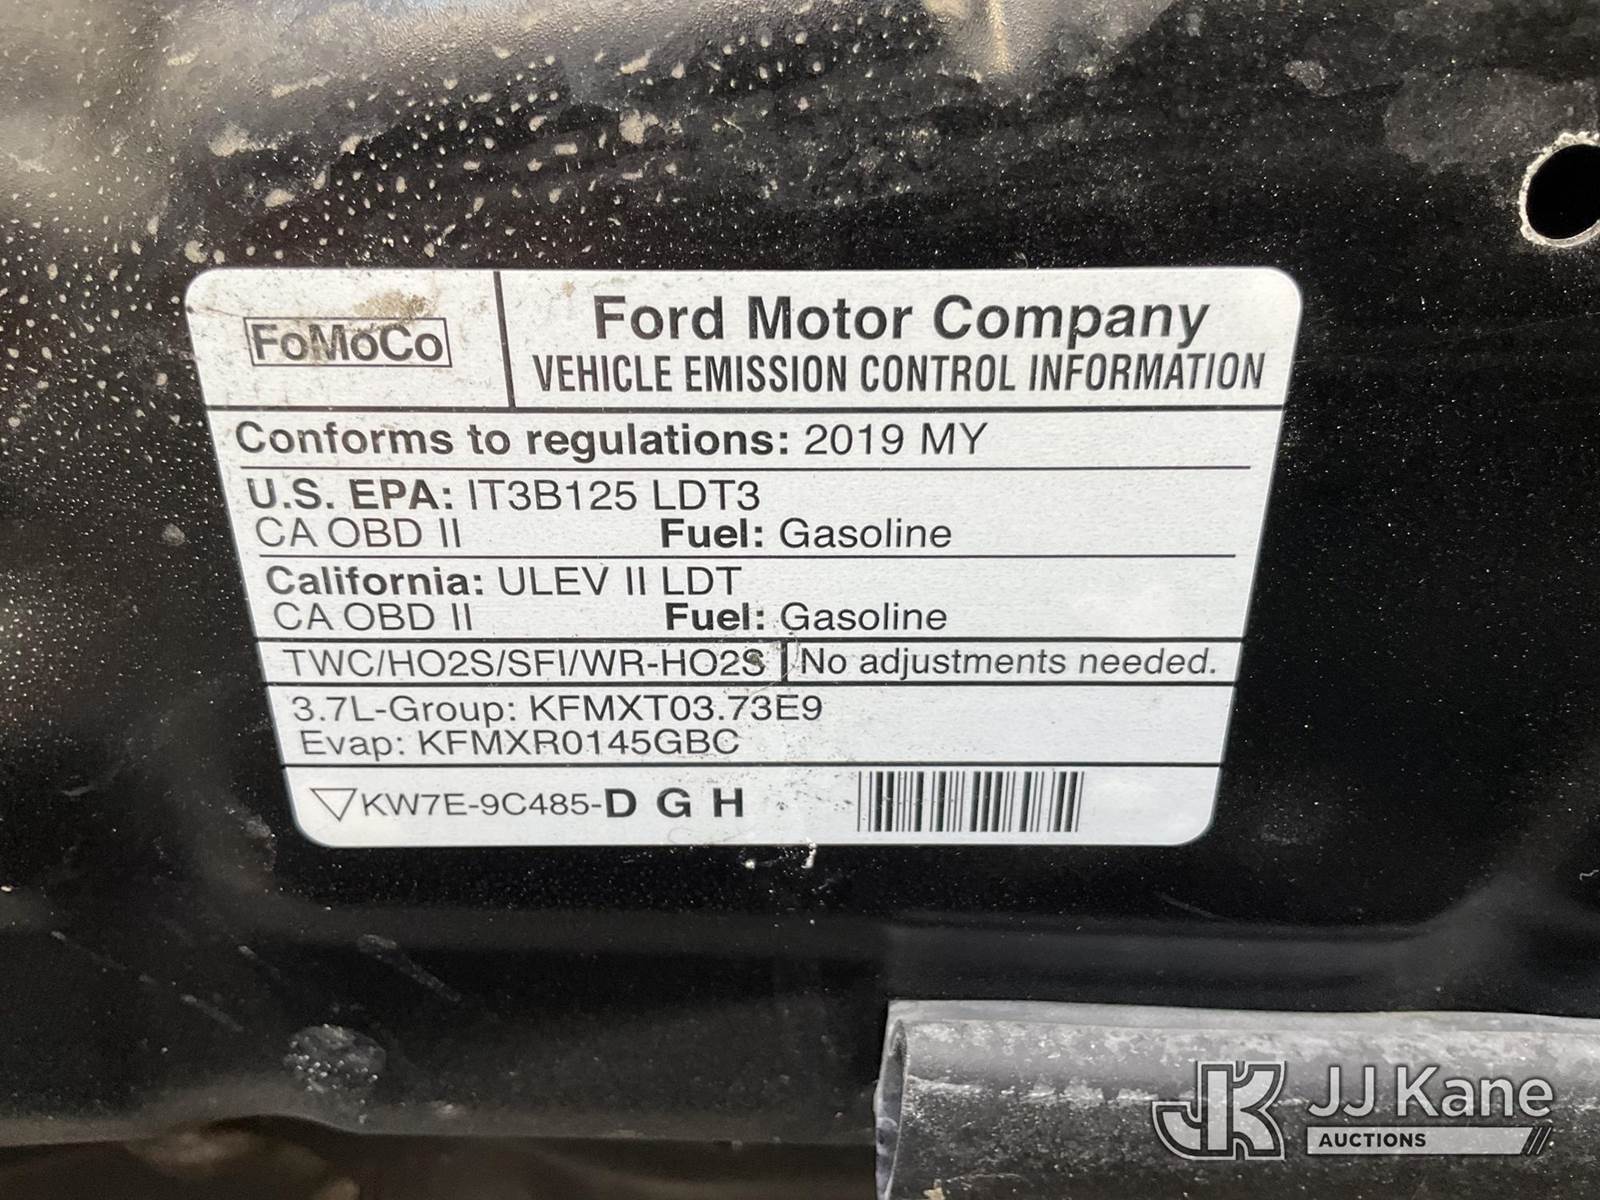 FoMoCo
Ford Motor Company
VEHICLE EMISSION CONTROL INFORMATION
Conforms to regulations: 2019 MY
U.S. EPA: IT3B125 LDT3
CA OBD II Fuel: Gasoline
California: ULEV II LDT
CA OBD II Fuel: Gasoline
TWC/HO2S/SFI/WR-HO2S No adjustments needed.
3.7L-Group: KFMXT03.73E9
Evap: KFMXR0145GBC
KW7E-9C485-D G H
JK JJ Kane
AUCTIONS